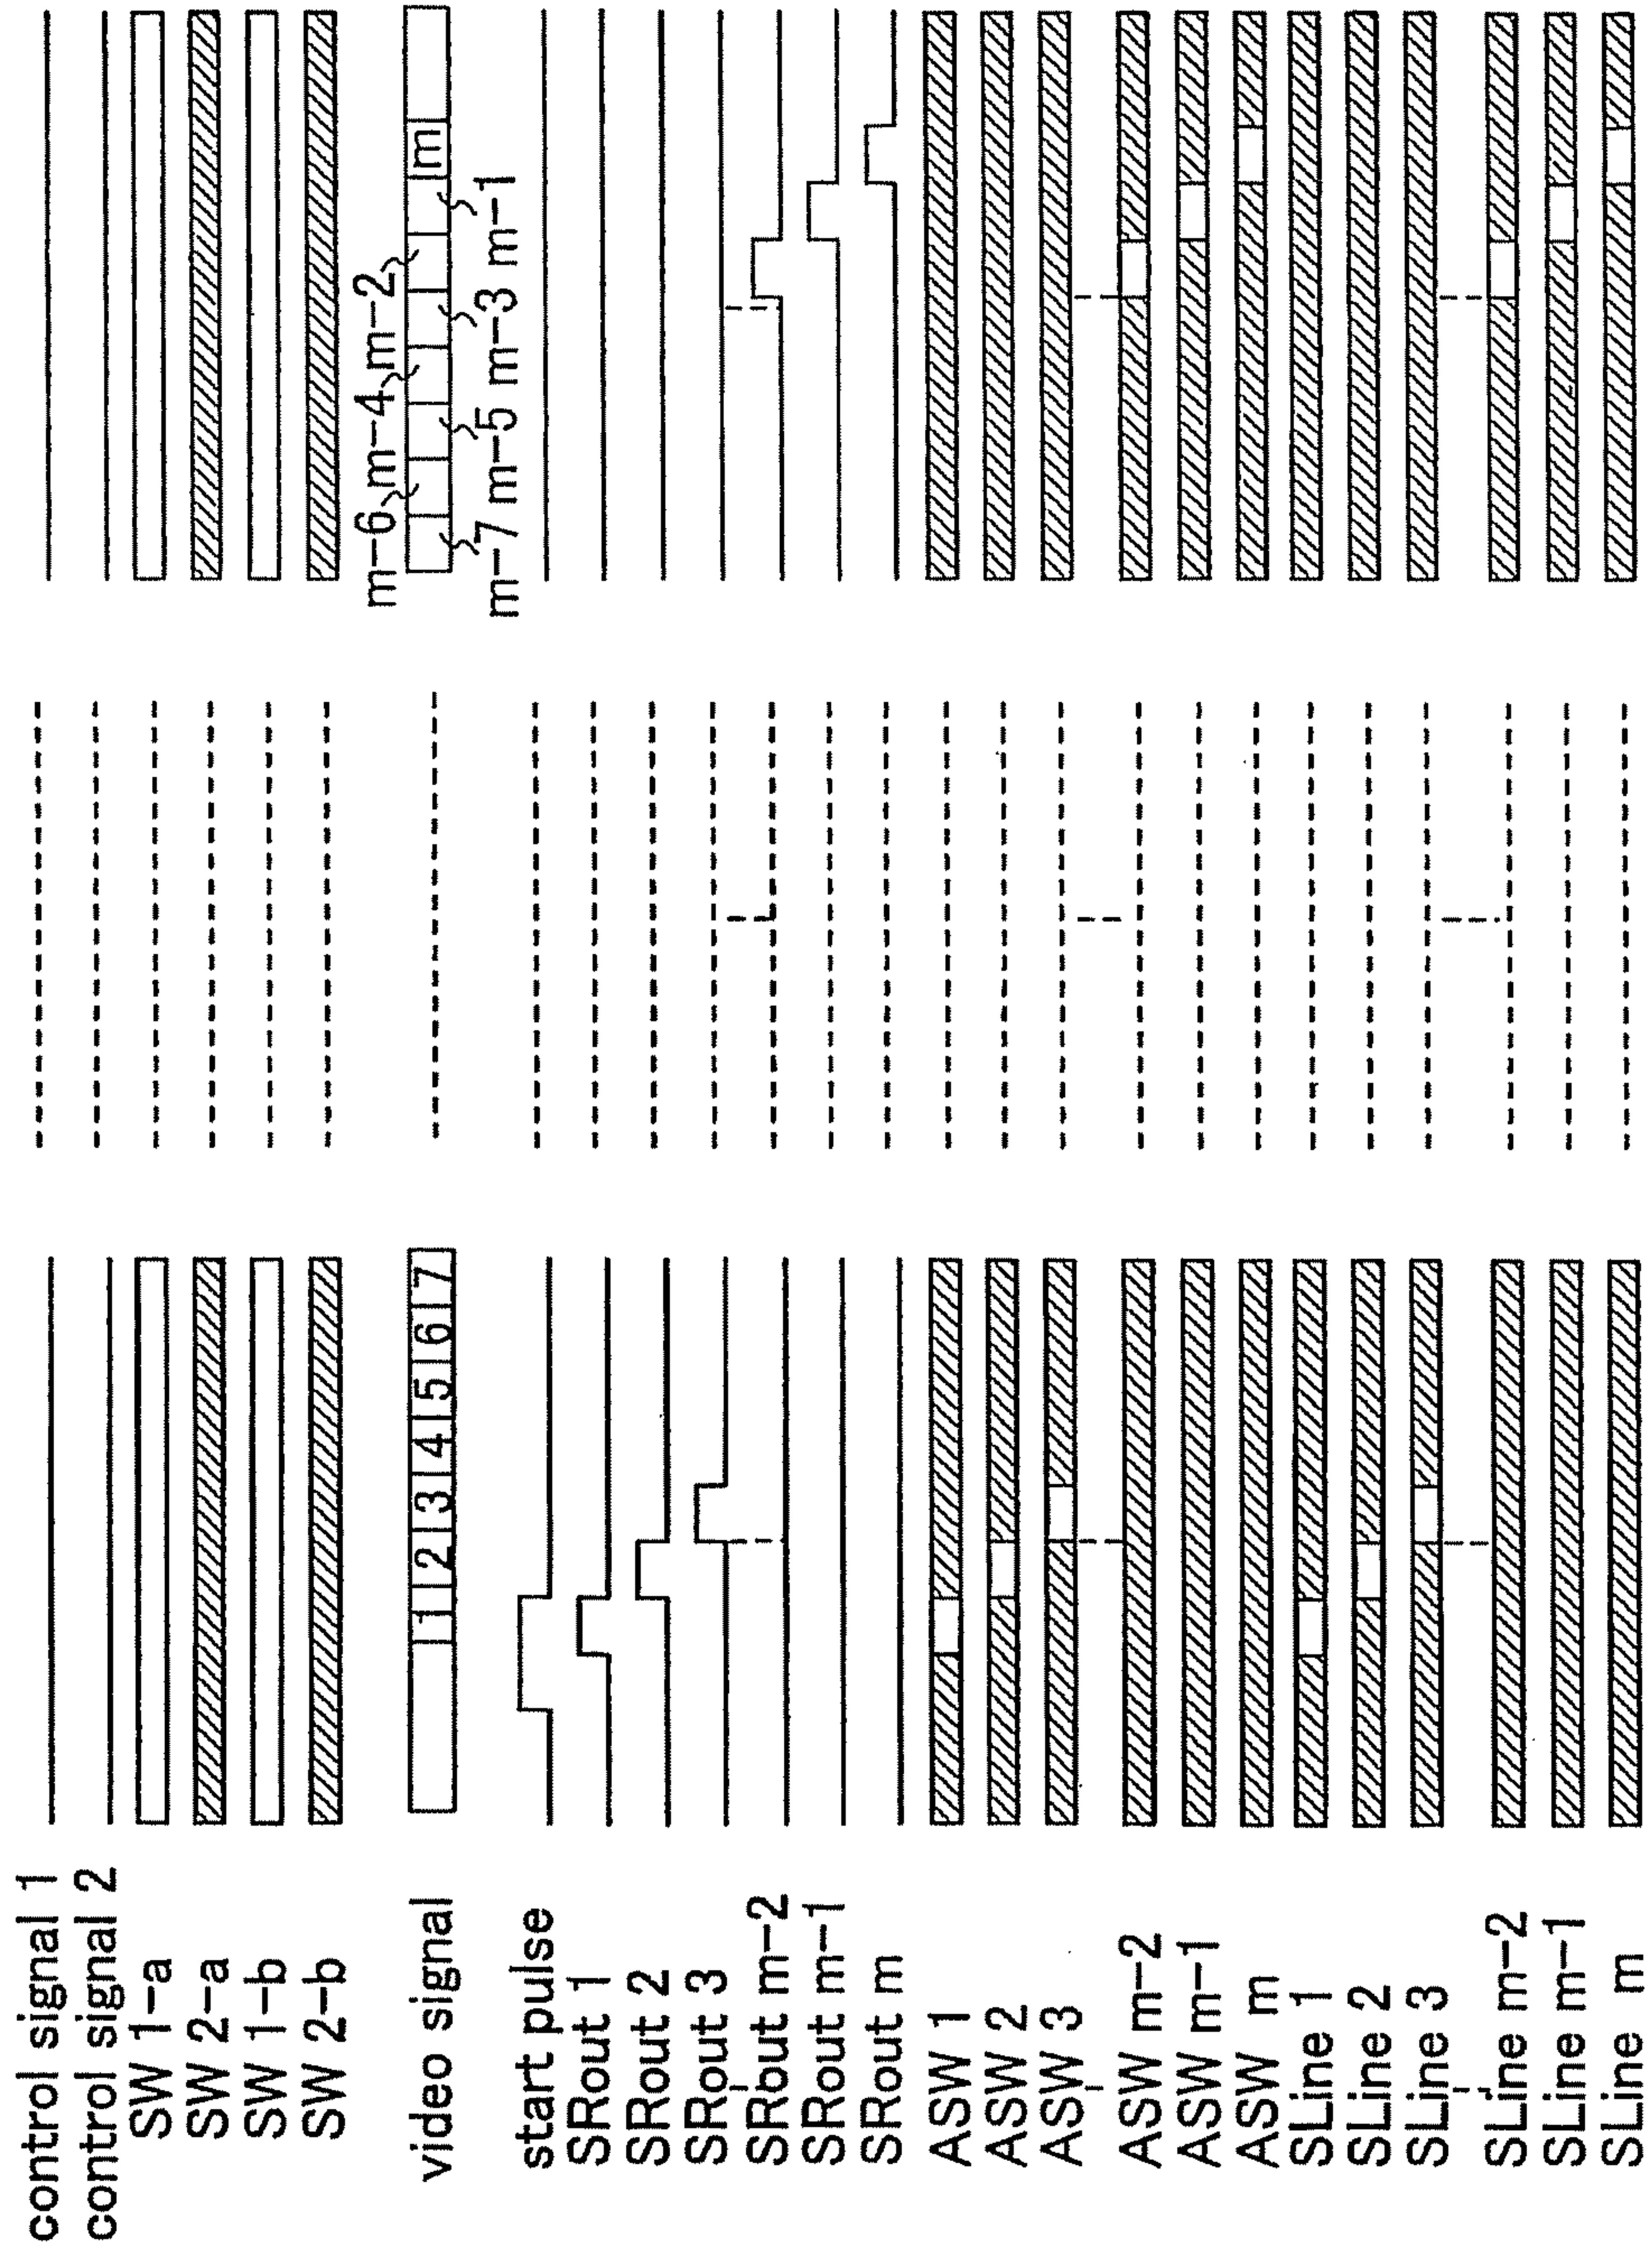 control signal 1
control signal 2
SW 1-a
SW 2-a
SW 1-b
SW 2-b
video signal
1 2 3 4 5 6 7
m-6 m-4 m-2
m
m-7 m-5 m-3 m-1
start pulse
SRout 1
SRout 2
SRout 3
SRout m-2
SRout m-1
SRout m
ASW 1
ASW 2
ASW 3
ASW m-2
ASW m-1
ASW m
SLine 1
SLine 2
SLine 3
SLine m-2
SLine m-1
SLine m